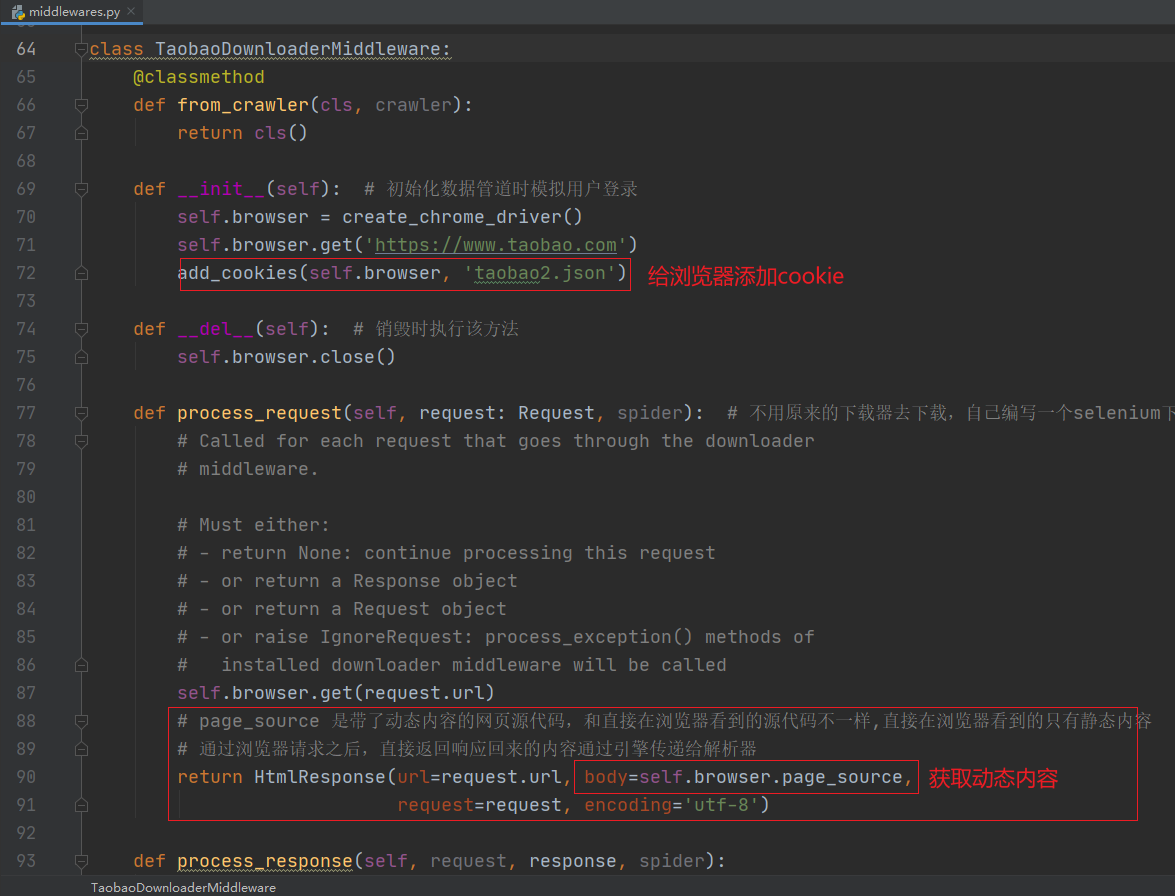 middlewares.py
64 class TaobaoDownloaderMiddleware:
65 @classmethod
66 def from_crawler(cls, crawler):
67 return cls()
68
69 def __init__(self): # 初始化数据管道时模拟用户登录
70 self.browser = create_chrome_driver()
71 self.browser.get('https://www.taobao.com')
72 add_cookies(self.browser, 'taobao2.json') 给浏览器添加cookie
73
74 def __del__(self): # 销毁时执行该方法
75 self.browser.close()
76
77 def process_request(self, request: Request, spider): # 不用原来的下载器去下载，自己编写一个selenium下
78 # Called for each request that goes through the downloader
79 # middleware.
80
81 # Must either:
82 # - return None: continue processing this request
83 # - or return a Response object
84 # - or return a Request object
85 # - or raise IgnoreRequest: process_exception() methods of
86 # installed downloader middleware will be called
87 self.browser.get(request.url)
88 # page_source 是带了动态内容的网页源代码，和直接在浏览器看到的源代码不一样,直接在浏览器看到的只有静态内容
89 # 通过浏览器请求之后，直接返回响应回来的内容通过引擎传递给解析器
90 return HtmlResponse(url=request.url, body=self.browser.page_source, 获取动态内容
91 request=request, encoding='utf-8')
92
93 def process_response(self, request, response, spider):
TaobaoDownloaderMiddleware